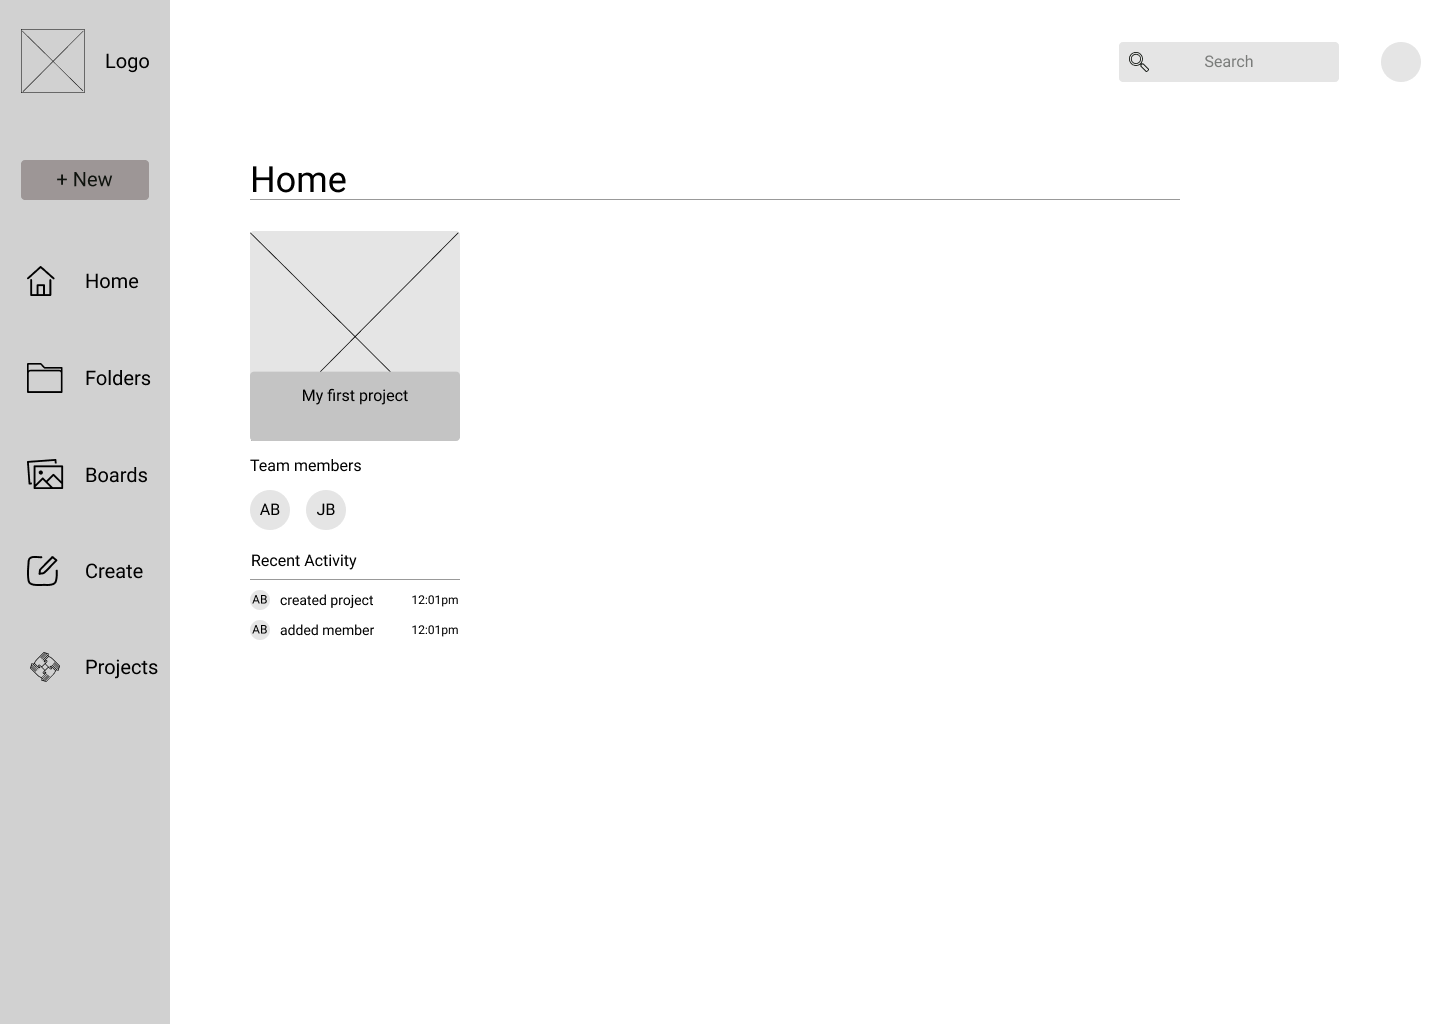 Logo
Search
+ New
Home
Folders
Boards
Create
Projects
Home
My first project
Team members
AB JB
Recent Activity
AB created project 12:01pm
AB added member 12:01pm